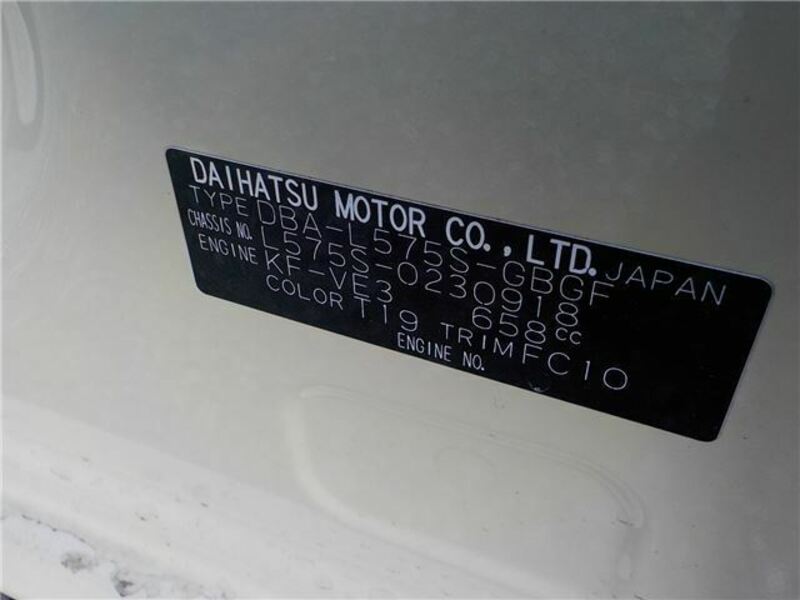 DAIHATSU MOTOR CO., LTD. JAPAN
TYPE DBA-L575S-GBGF
CHASSIS NO. L575S-0230918
ENGINE KF-VE3 658cc
COLOR T19 TRIM FC10
ENGINE NO.